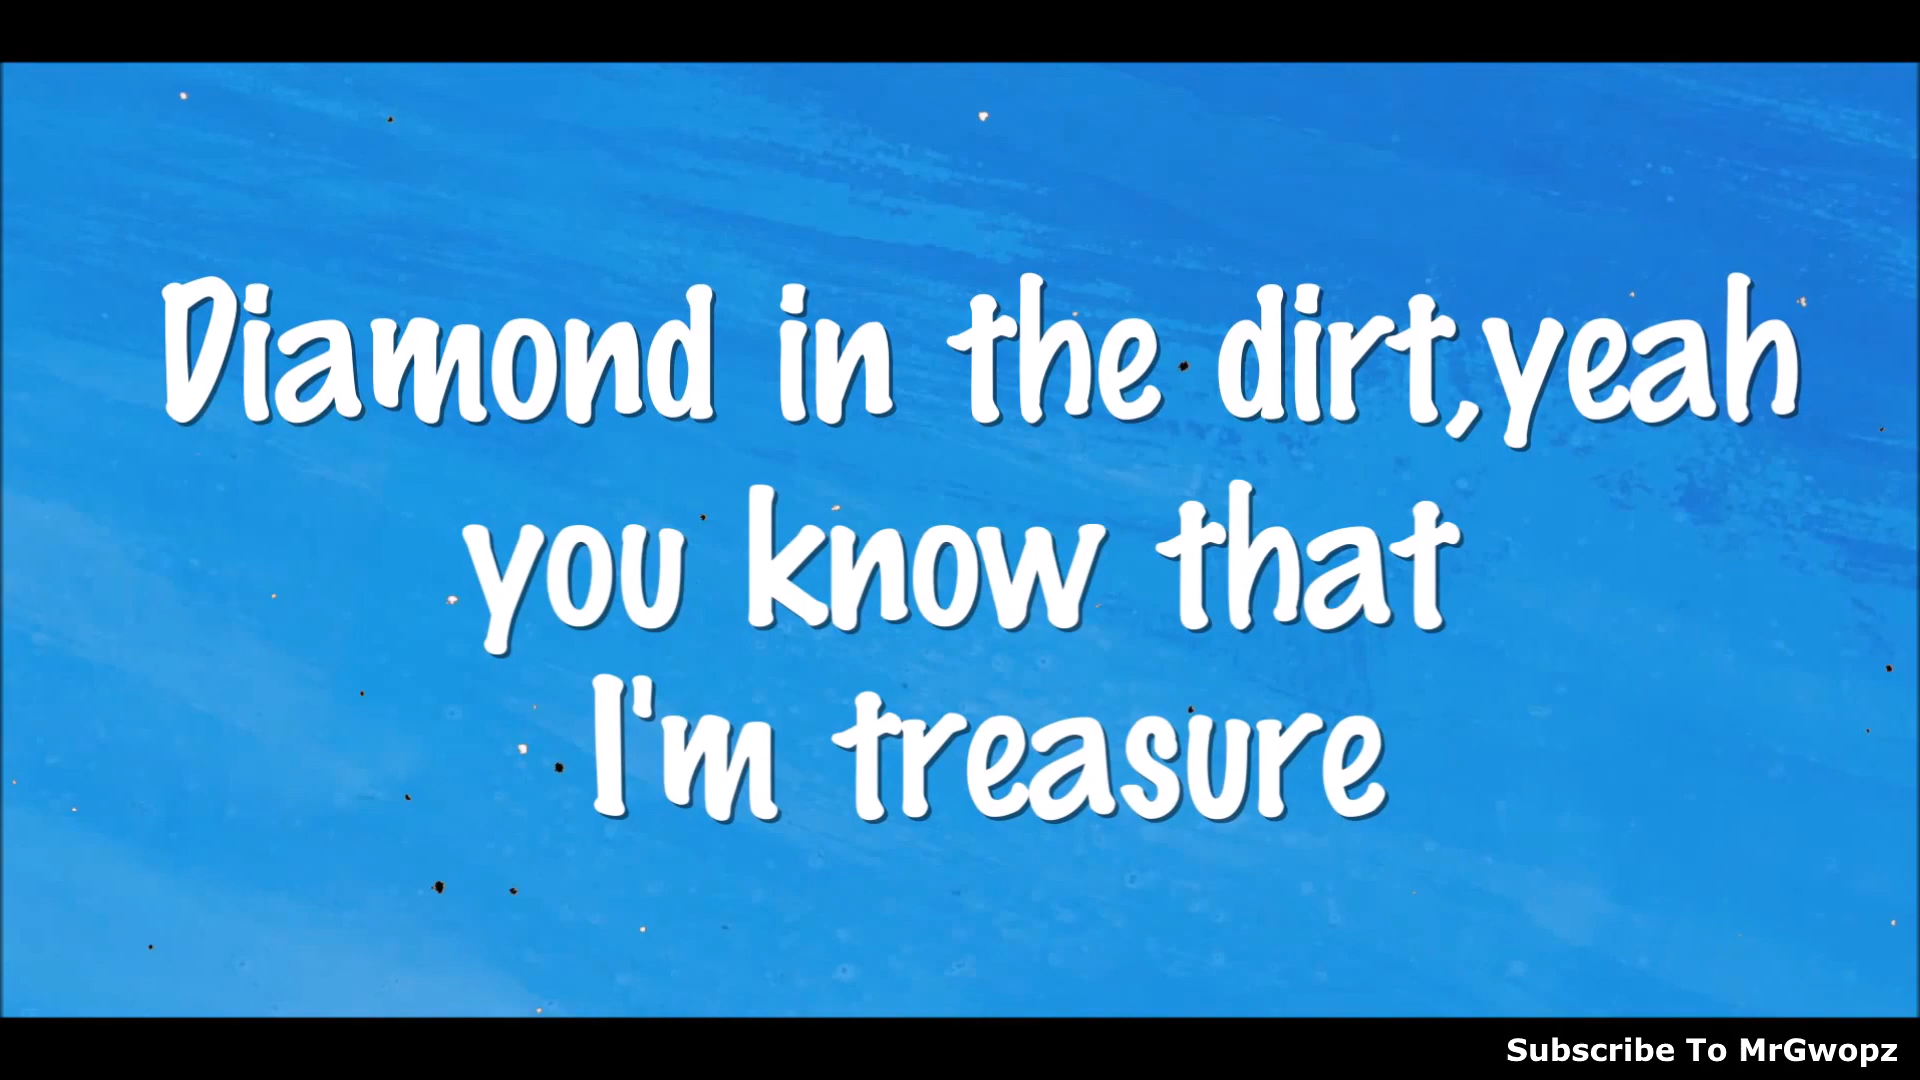 Diamond in the dirt,yeah
you know that
I'm treasure
Subscribe To MrGwopz